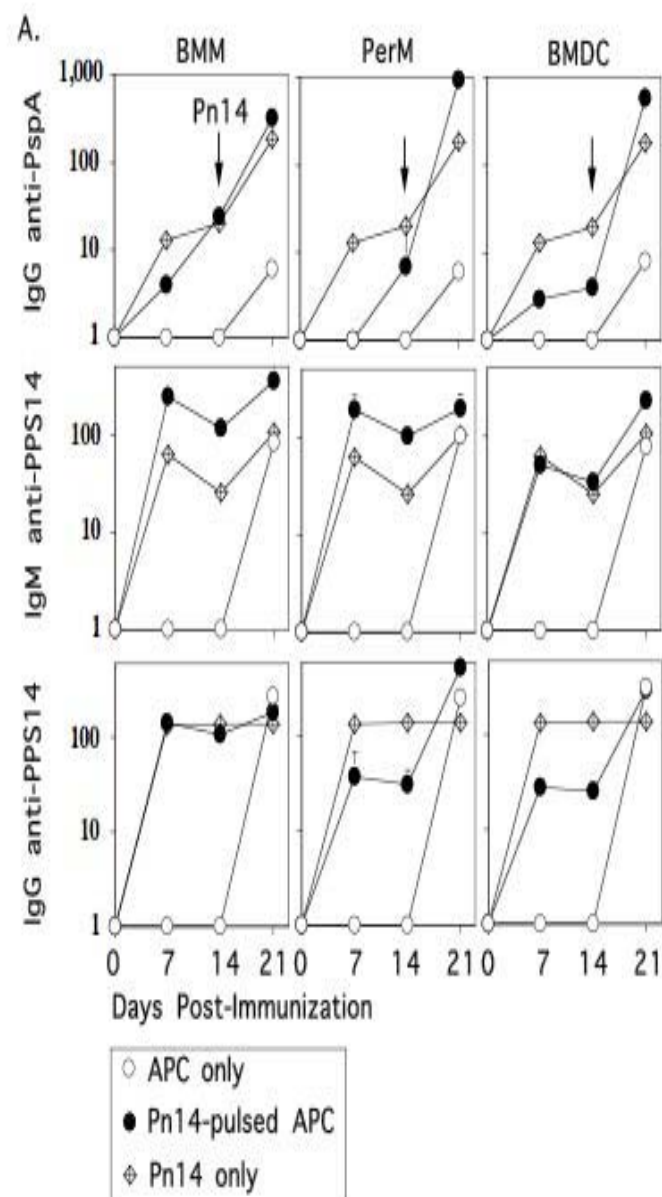 A.
BMM PerM BMDC
IgG anti-PspA
1,000
100
10
1
Pn14
IgM anti-PPS14
100
10
1
IgG anti-PPS14
100
10
1
0 7 14 21 0 7 14 21 0 7 14 21
Days Post-Immunization
APC only
Pn14-pulsed APC
Pn14 only